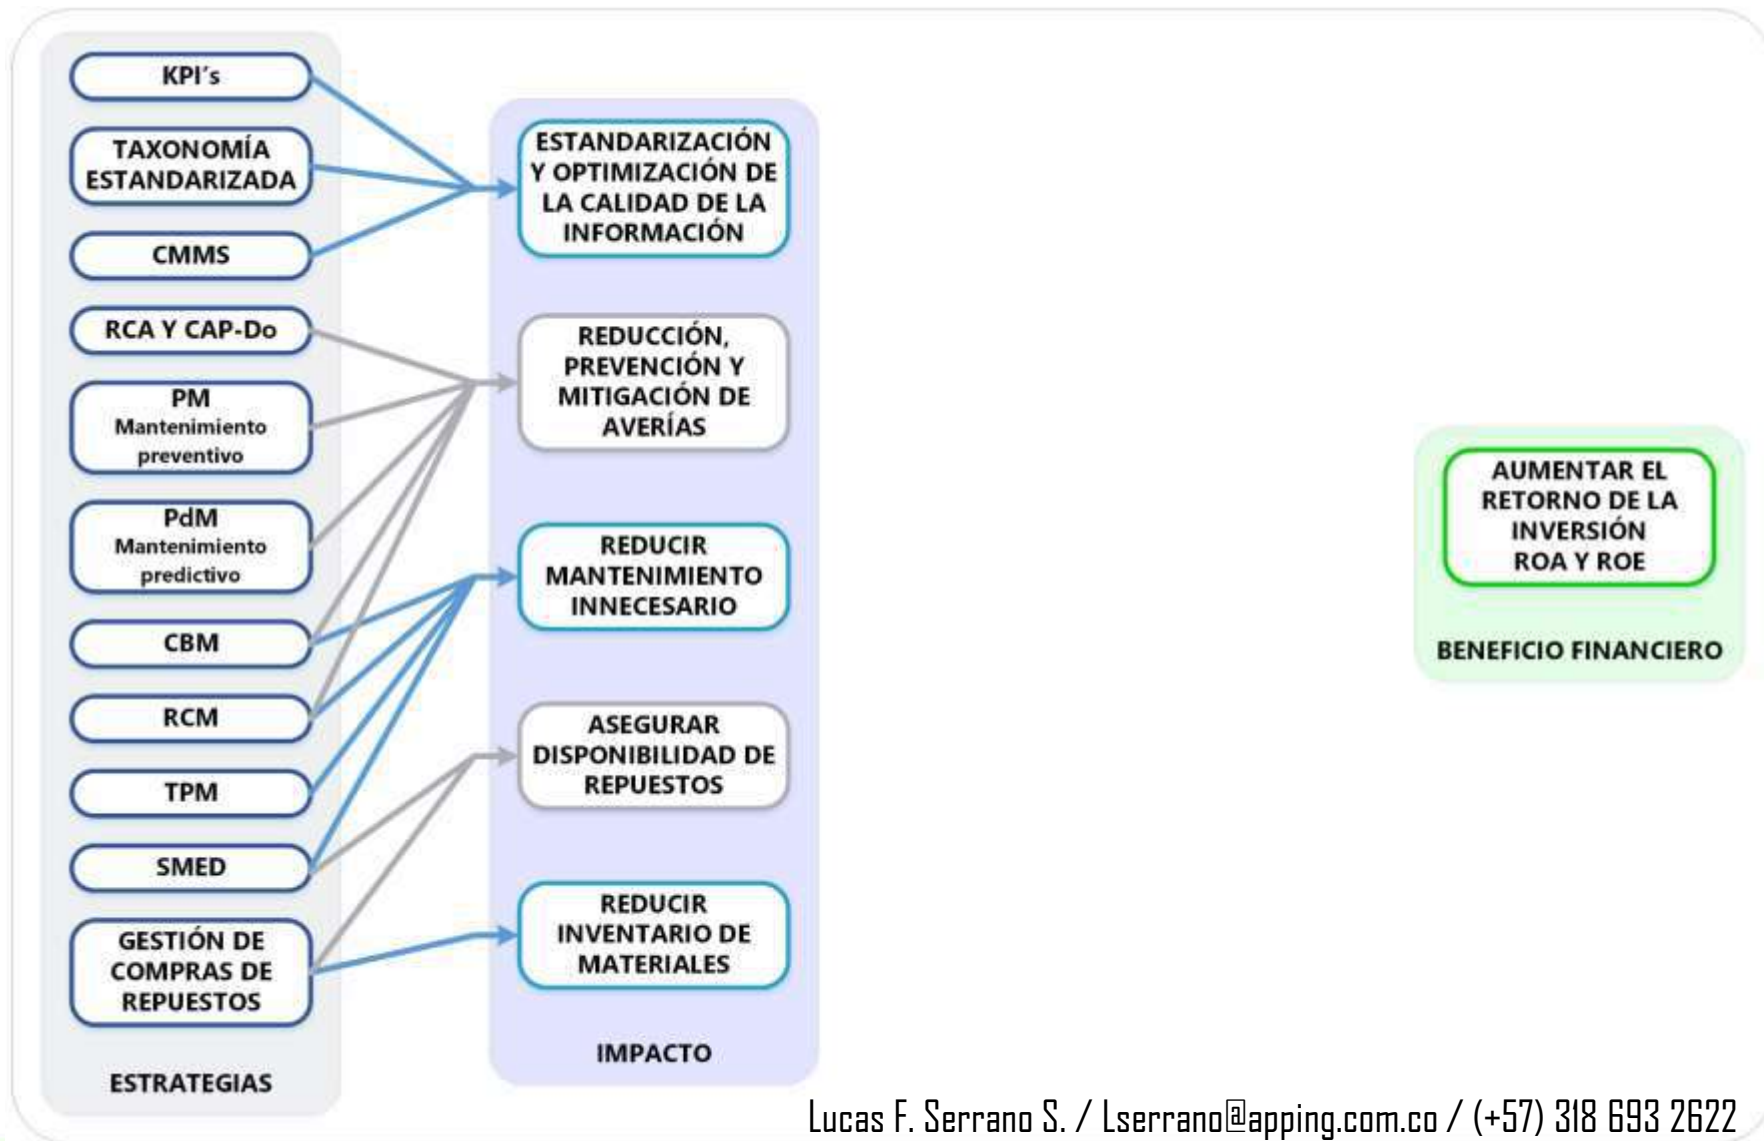 KPI´s
TAXONOMÍA
ESTANDARIZADA
CMMS
RCA Y CAP-Do
PM
Mantenimiento
preventivo
PdM
Mantenimiento
predictivo
CBM
RCM
TPM
SMED
GESTIÓN DE
COMPRAS DE
REPUESTOS
ESTRATEGIAS
ESTANDARIZACIÓN
Y OPTIMIZACIÓN DE
LA CALIDAD DE LA
INFORMACIÓN
REDUCCIÓN,
PREVENCIÓN Y
MITIGACIÓN DE
AVERÍAS
REDUCIR
MANTENIMIENTO
INNECESARIO
ASEGURAR
DISPONIBILIDAD DE
REPUESTOS
REDUCIR
INVENTARIO DE
MATERIALES
IMPACTO
AUMENTAR EL
RETORNO DE LA
INVERSIÓN
ROA Y ROE
BENEFICIO FINANCIERO
Lucas F. Serrano S. / Lserrano@apping.com.co / (+57) 318 693 2622